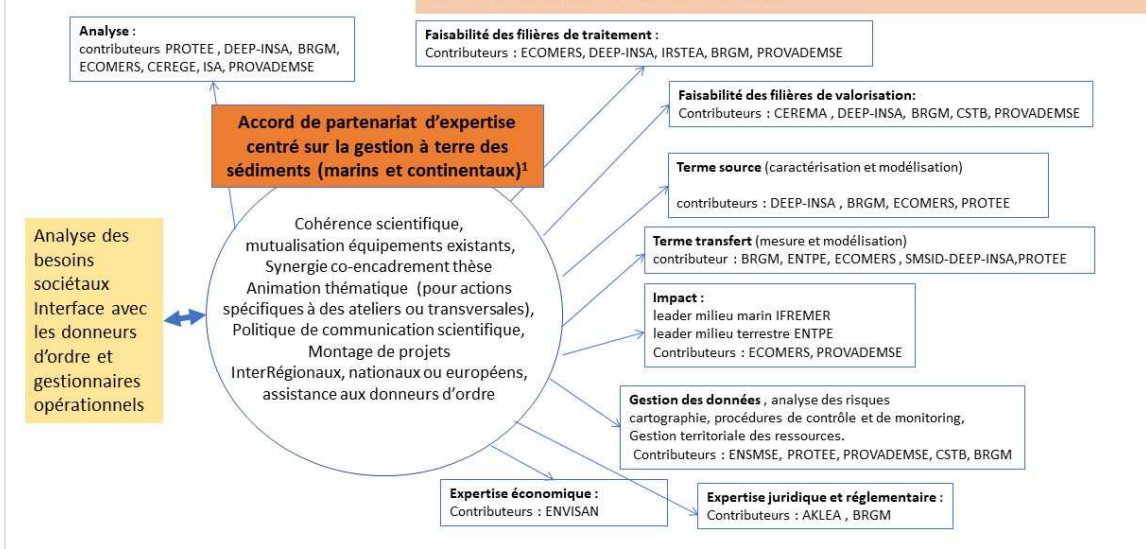 Analyse :
contributeurs PROTEE , DEEP-INSA, BRGM,
ECOMERS, CEREGE, ISA, PROVADEMSE
Faisabilité des filières de traitement :
Contributeurs : ECOMERS, DEEP-INSA, IRSTEA, BRGM, PROVADEMSE
Faisabilité des filières de valorisation:
Contributeurs : CEREMA , DEEP-INSA, BRGM, CSTB, PROVADEMSE
Accord de partenariat d'expertise
centré sur la gestion à terre des
sédiments (marins et continentaux)¹
Terme source (caractérisation et modélisation)
contributeurs : DEEP-INSA , BRGM, ECOMERS, PROTEE
Analyse des
besoins
sociétaux
Interface avec
les donneurs
d'ordre et
gestionnaires
opérationnels
Cohérence scientifique,
mutualisation équipements existants,
Synergie co-encadrement thèse
Animation thématique (pour actions
spécifiques à des ateliers ou transversales),
Politique de communication scientifique,
Montage de projets
InterRégionaux, nationaux ou européens,
assistance aux donneurs d'ordre
Terme transfert (mesure et modélisation)
contributeur : BRGM, ENTPE, ECOMERS , SMSID-DEEP-INSA,PROTEE
Impact :
leader milieu marin IFREMER
leader milieu terrestre ENTPE
Contributeurs : ECOMERS, PROVADEMSE
Gestion des données , analyse des risques
cartographie, procédures de contrôle et de monitoring,
Gestion territoriale des ressources.
Contributeurs : ENSMSE, PROTEE, PROVADEMSE, CSTB, BRGM
Expertise économique :
Contributeurs : ENVISAN
Expertise juridique et réglementaire :
Contributeurs : AKLEA , BRGM